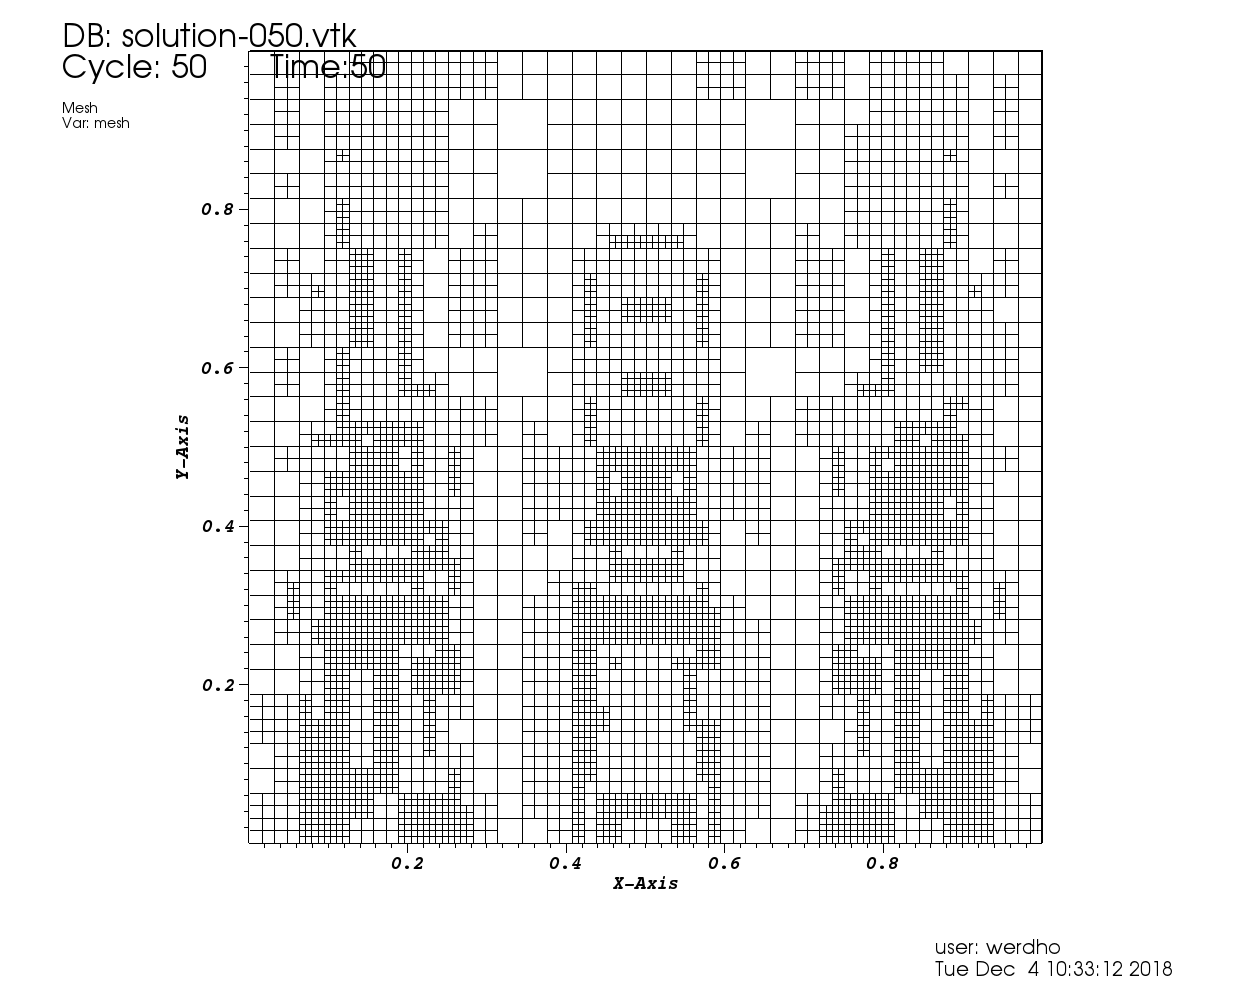 DB: solution-050.vtk
Cycle: 50 Time:50
Mesh
Var: mesh
0.8
0.6
Y-Axis
0.4
0.2
0.2 0.4 0.6 0.8
X-Axis
user: werdho
Tue Dec 4 10:33:12 2018